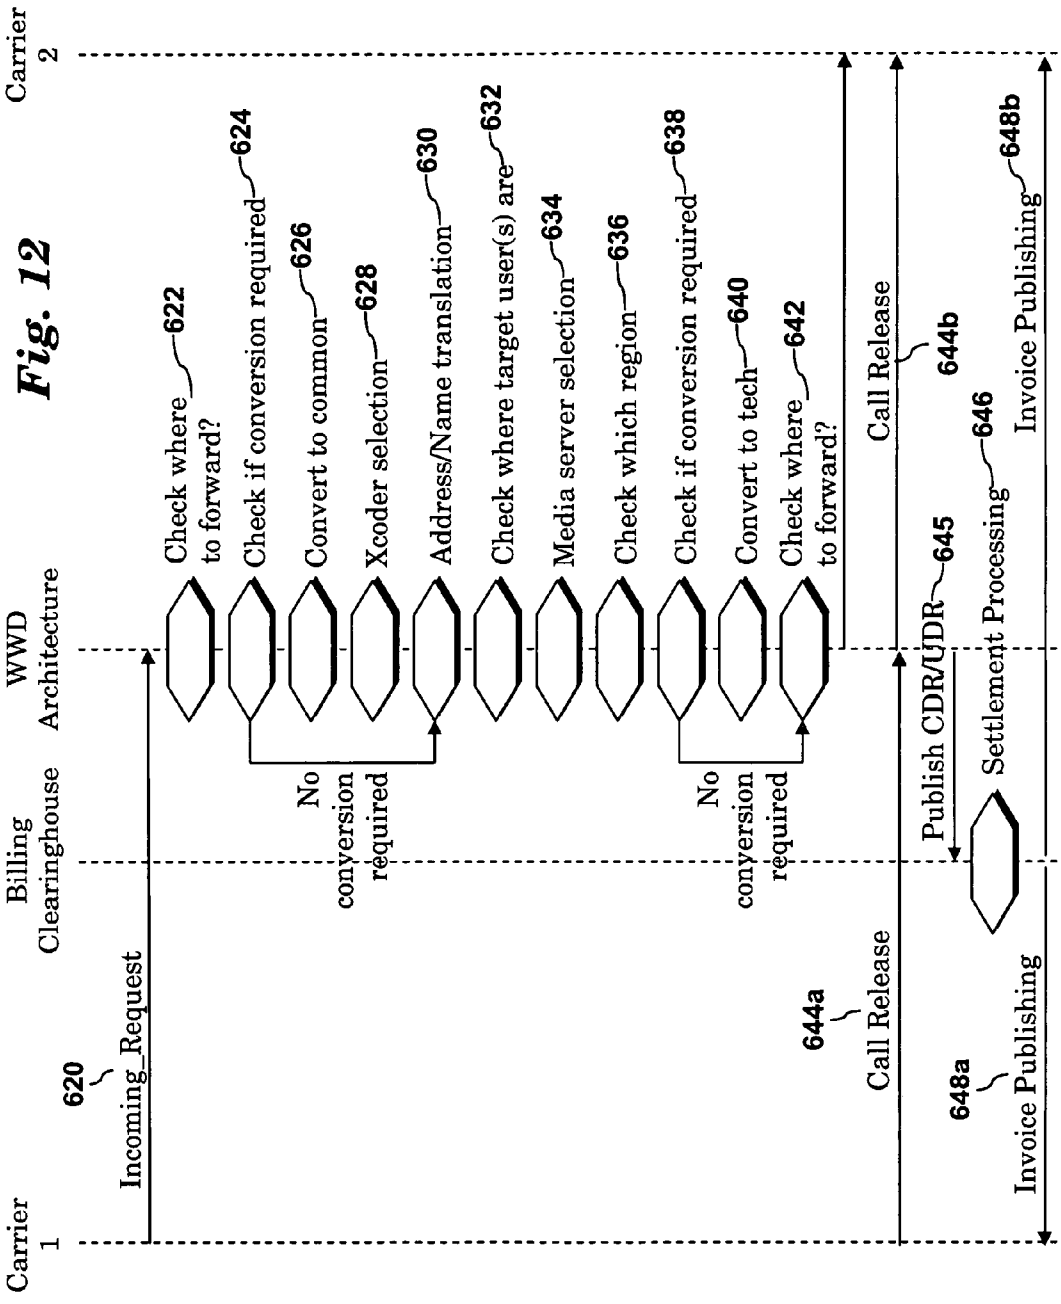 Fig. 12
Carrier
1
Billing
Clearinghouse
WWD
Architecture
Carrier
2
620
Incoming_Request
Check where
to forward?
622
Check if conversion required
624
Convert to common
626
Xcoder selection
628
Address/Name translation
630
Check where target user(s) are
632
Media server selection
634
Check which region
636
Check if conversion required
638
Convert to tech
640
Check where
to forward?
642
No
conversion
required
No
conversion
required
644a
Call Release
Call Release
644b
Publish CDR/UDR
645
Settlement Processing
646
648a
Invoice Publishing
Invoice Publishing
648b